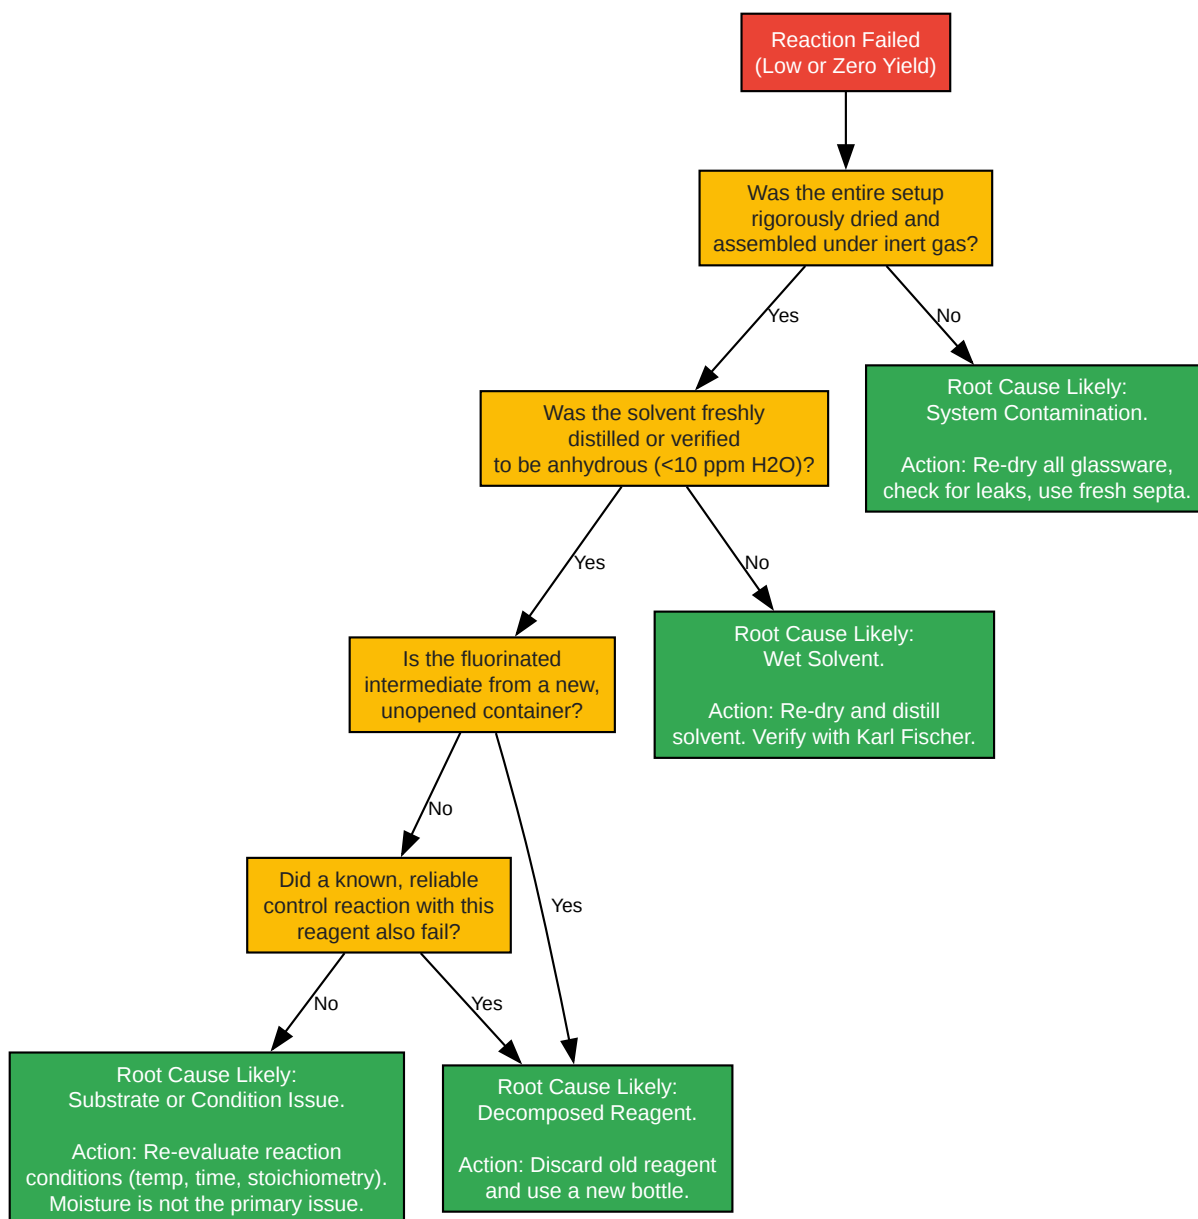 Reaction Failed
(Low or Zero Yield)
Was the entire setup
rigorously dried and
assembled under inert gas?
Yes
No
Root Cause Likely:
System Contamination.
Action: Re-dry all glassware,
check for leaks, use fresh septa.
Was the solvent freshly
distilled or verified
to be anhydrous (<10 ppm H2O)?
Yes
No
Root Cause Likely:
Wet Solvent.
Action: Re-dry and distill
solvent. Verify with Karl Fischer.
Is the fluorinated
intermediate from a new,
unopened container?
No
Yes
Did a known, reliable
control reaction with this
reagent also fail?
No
Yes
Root Cause Likely:
Substrate or Condition Issue.
Action: Re-evaluate reaction
conditions (temp, time, stoichiometry).
Moisture is not the primary issue.
Root Cause Likely:
Decomposed Reagent.
Action: Discard old reagent
and use a new bottle.